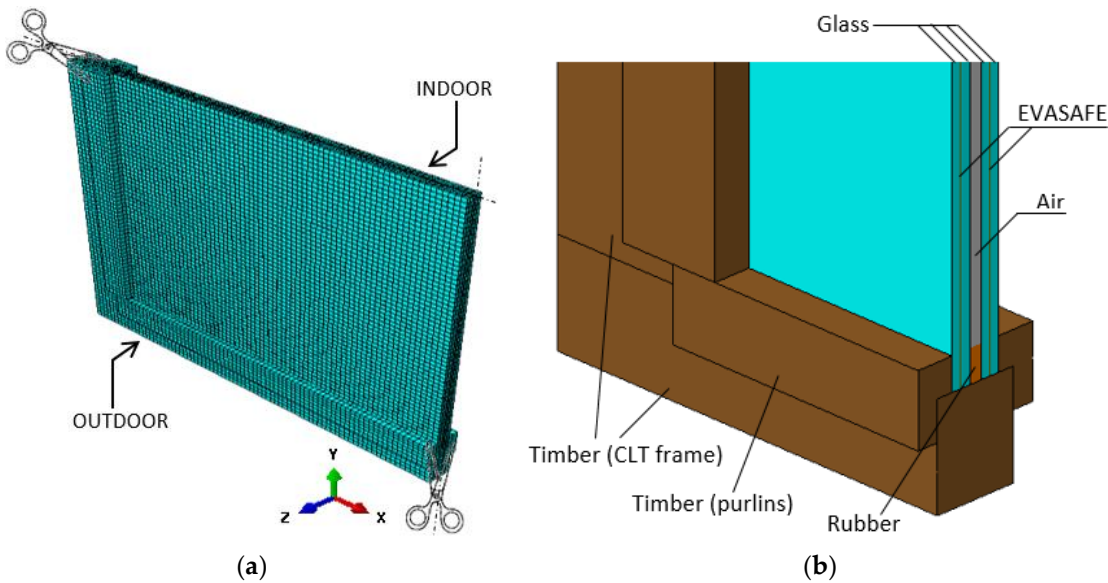 INDOOR
OUTDOOR
Y
Z
X
(a)
Glass
EVASAFE
Air
Timber (CLT frame)
Timber (purlins)
Rubber
(b)